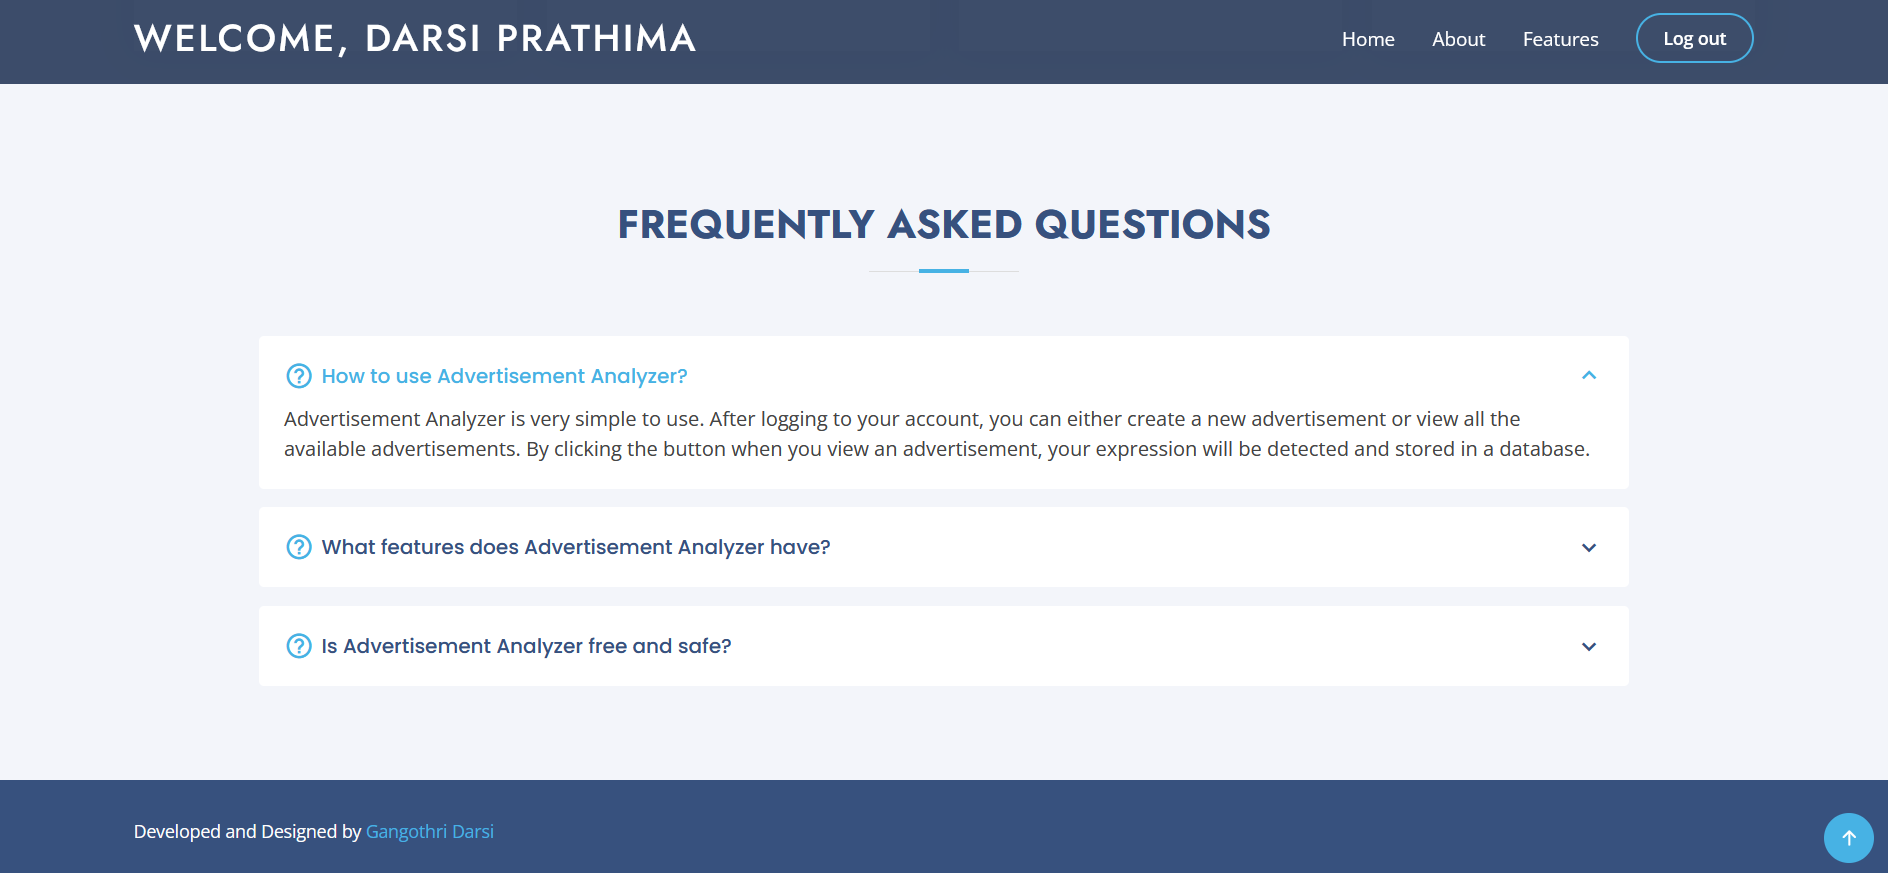 WELCOME, DARSI PRATHIMA
Home About Features Log out
FREQUENTLY ASKED QUESTIONS
How to use Advertisement Analyzer?
Advertisement Analyzer is very simple to use. After logging to your account, you can either create a new advertisement or view all the
available advertisements. By clicking the button when you view an advertisement, your expression will be detected and stored in a database.
What features does Advertisement Analyzer have?
Is Advertisement Analyzer free and safe?
Developed and Designed by Gangothri Darsi